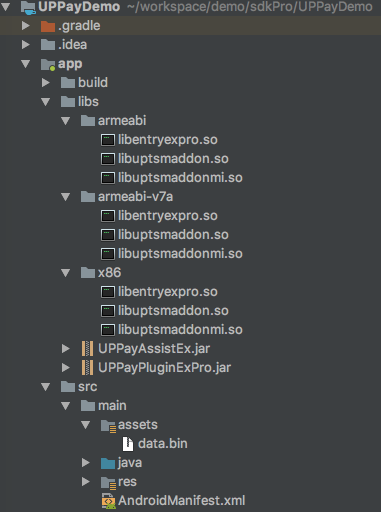 UPPayDemo ~/workspace/demo/sdkPro/UPPayDemo
.gradle
.idea
app
build
libs
armeabi
libentryexpro.so
libuptsmaddon.so
libuptsmaddonmi.so
armeabi-v7a
libentryexpro.so
libuptsmaddon.so
libuptsmaddonmi.so
x86
libentryexpro.so
libuptsmaddon.so
libuptsmaddonmi.so
UPPayAssistEx.jar
UPPayPluginExPro.jar
src
main
assets
data.bin
java
res
AndroidManifest.xml